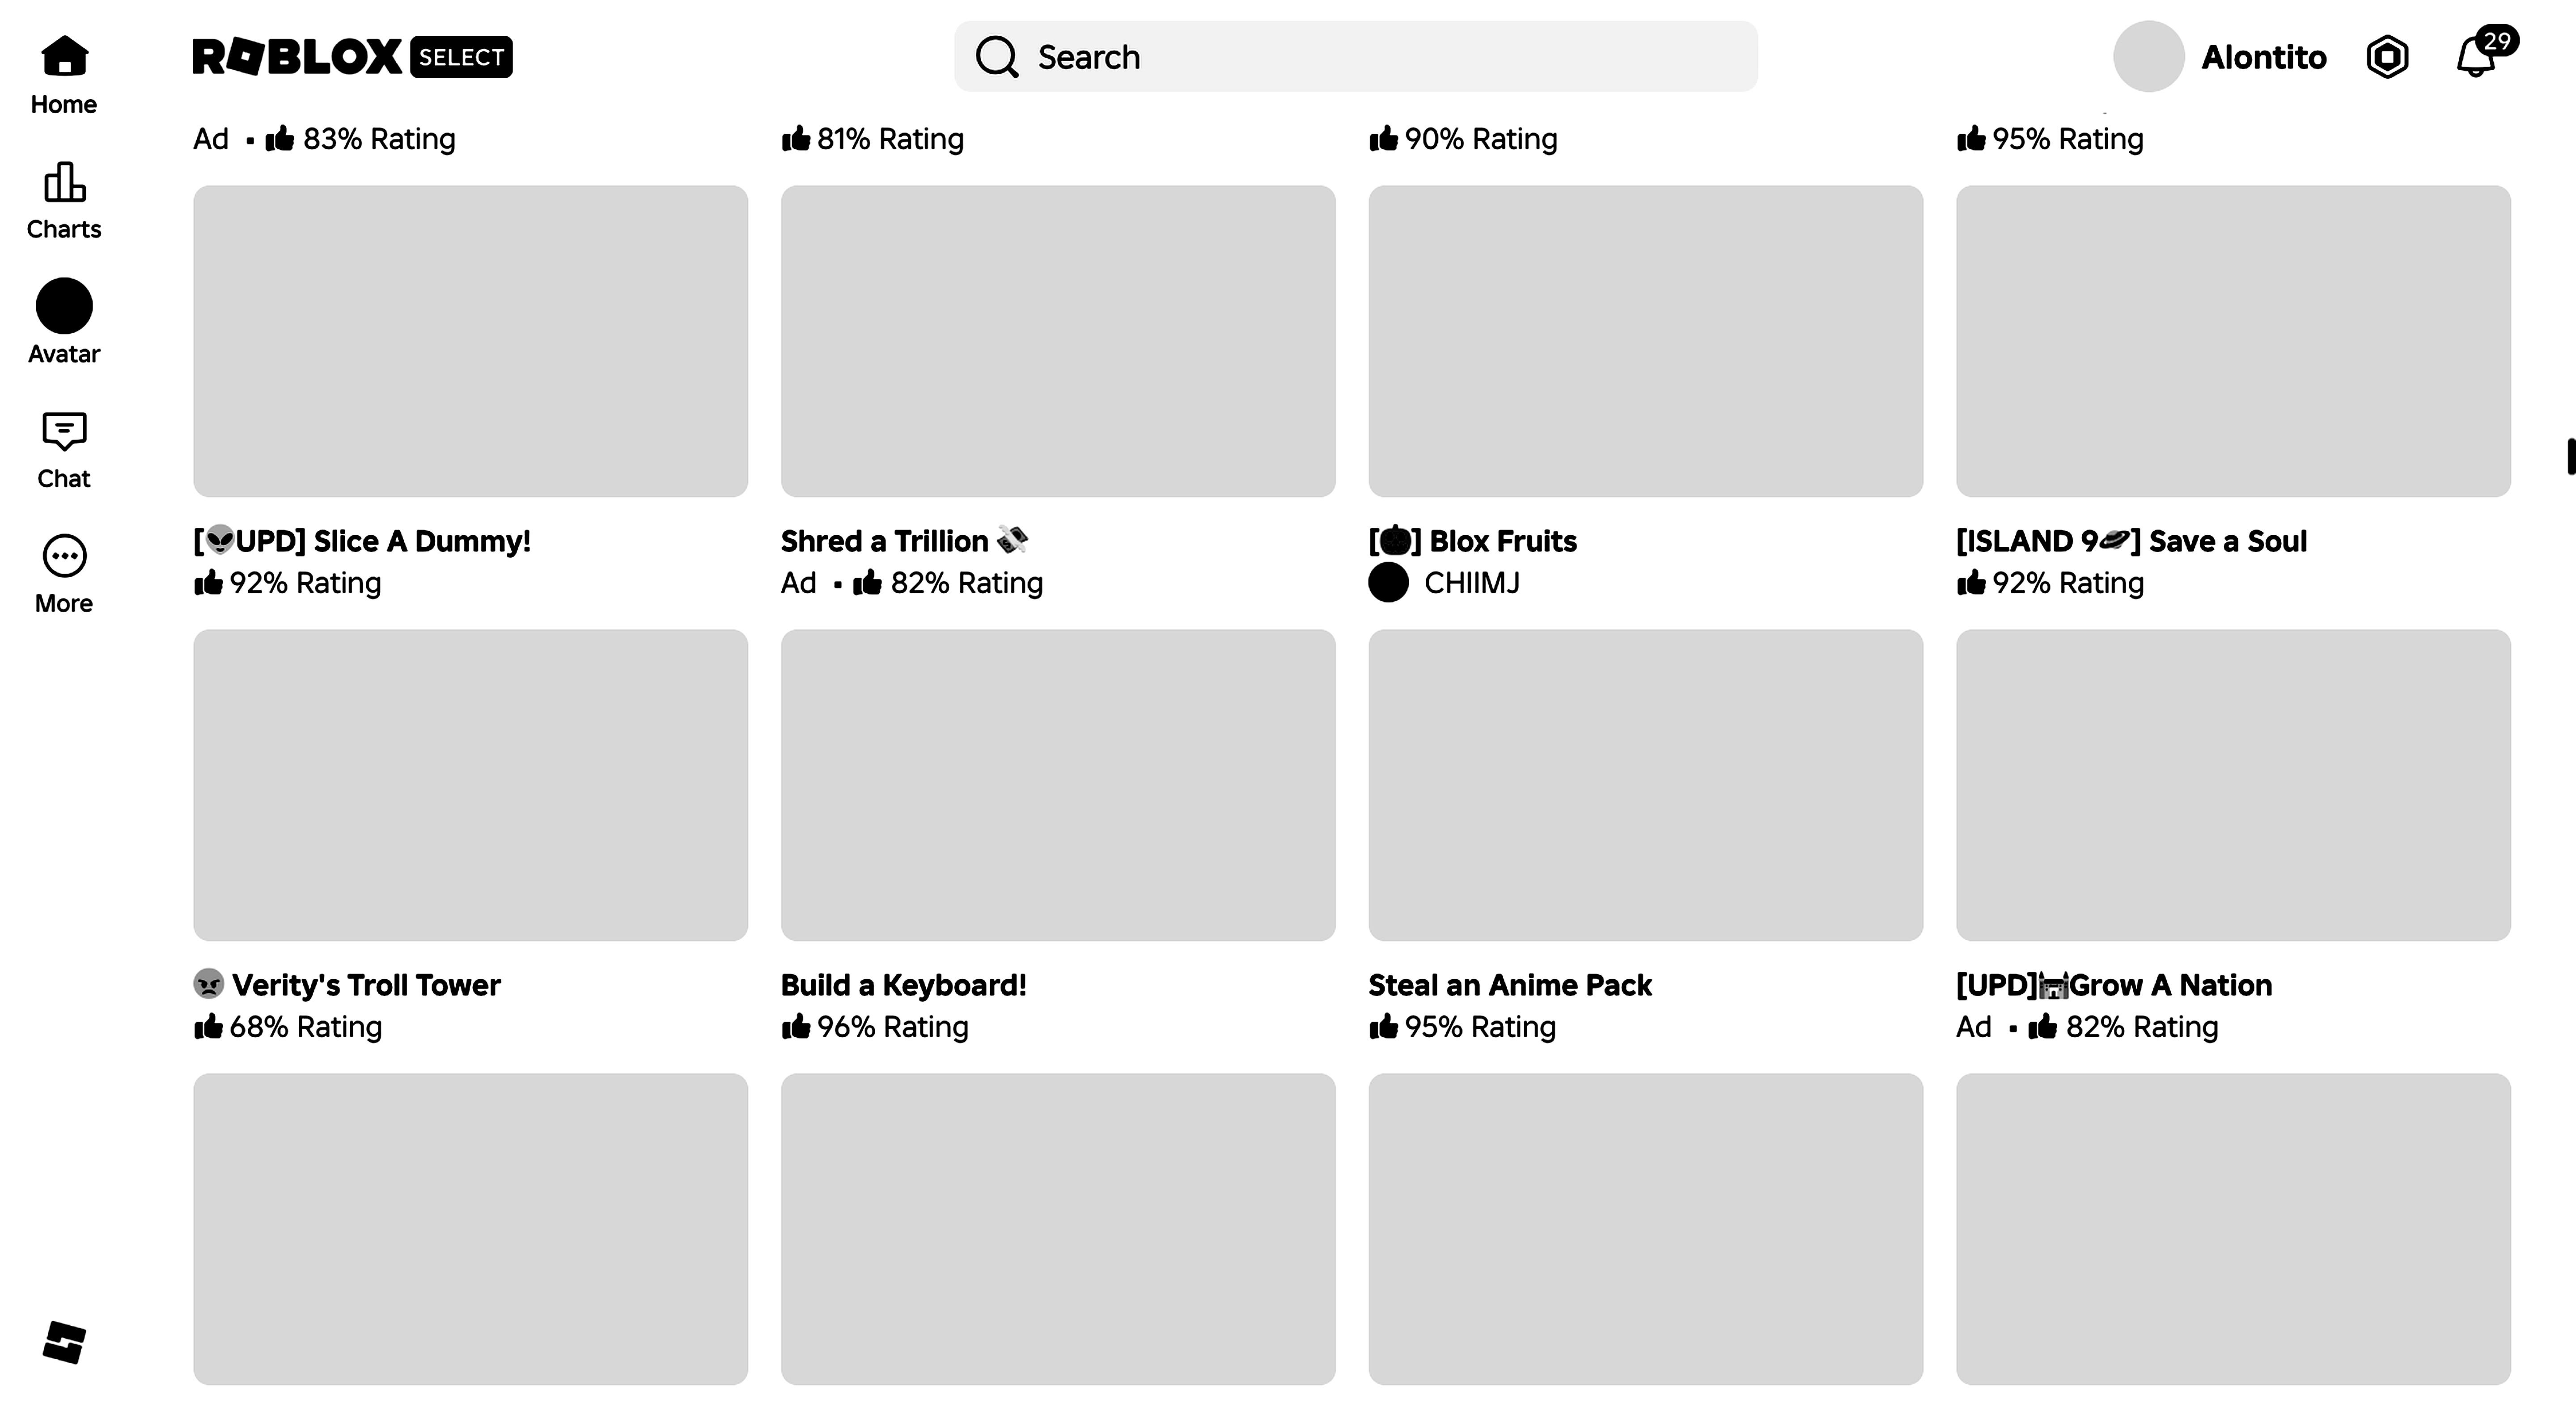 ROBLOX SELECT
Search
Alontito
29
Home
Charts
Avatar
Chat
More
Ad • 83% Rating
81% Rating
90% Rating
95% Rating
[👽UPD] Slice A Dummy!
92% Rating
Shred a Trillion 💸
Ad • 82% Rating
[🎃] Blox Fruits
CHIIMJ
[ISLAND 9🪐] Save a Soul
92% Rating
😡 Verity's Troll Tower
68% Rating
Build a Keyboard!
96% Rating
Steal an Anime Pack
95% Rating
[UPD]🏰Grow A Nation
Ad • 82% Rating